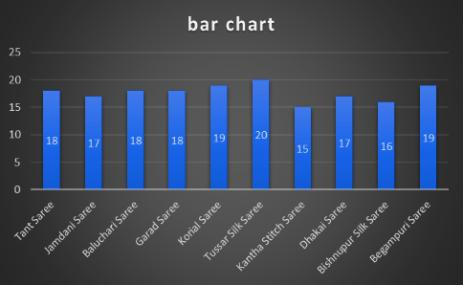 bar chart
25
20
15
10
5
0
18
17
18
18
19
20
15
17
16
19
Tant Saree
Jamdani Saree
Baluchari Saree
Garad Saree
Korial Saree
Tussar Silk Saree
Kantha Stitch Saree
Dhakai Saree
Bishnupur Silk Saree
Begampuri Saree